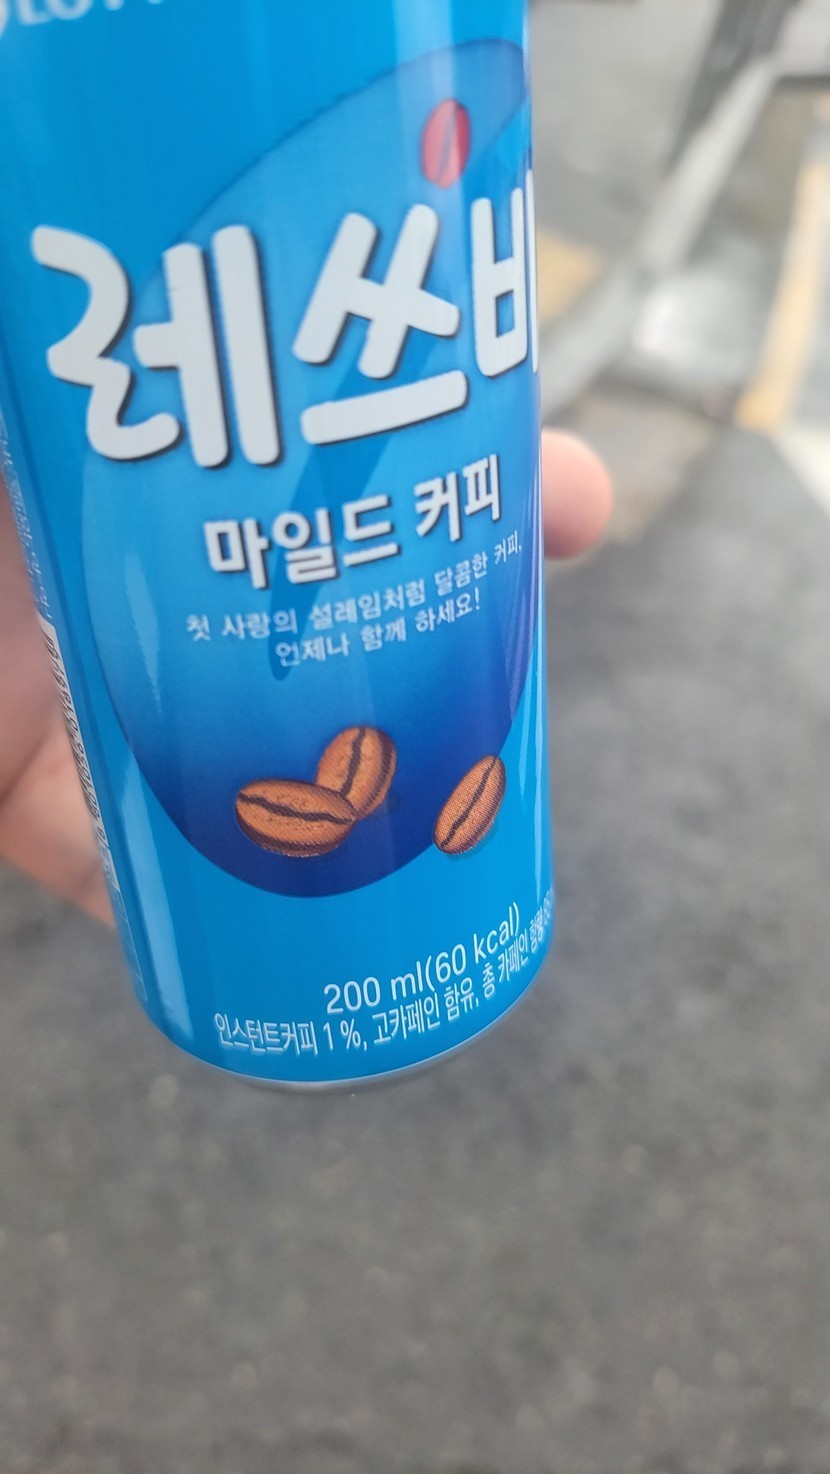 레쓰비
마일드 커피
첫 사랑의 설레임처럼 달콤한 커피,
언제나 함께 하세요!
200 ml(60 kcal)
인스턴트커피 1 %, 고카페인 함유, 총 카페인 함량